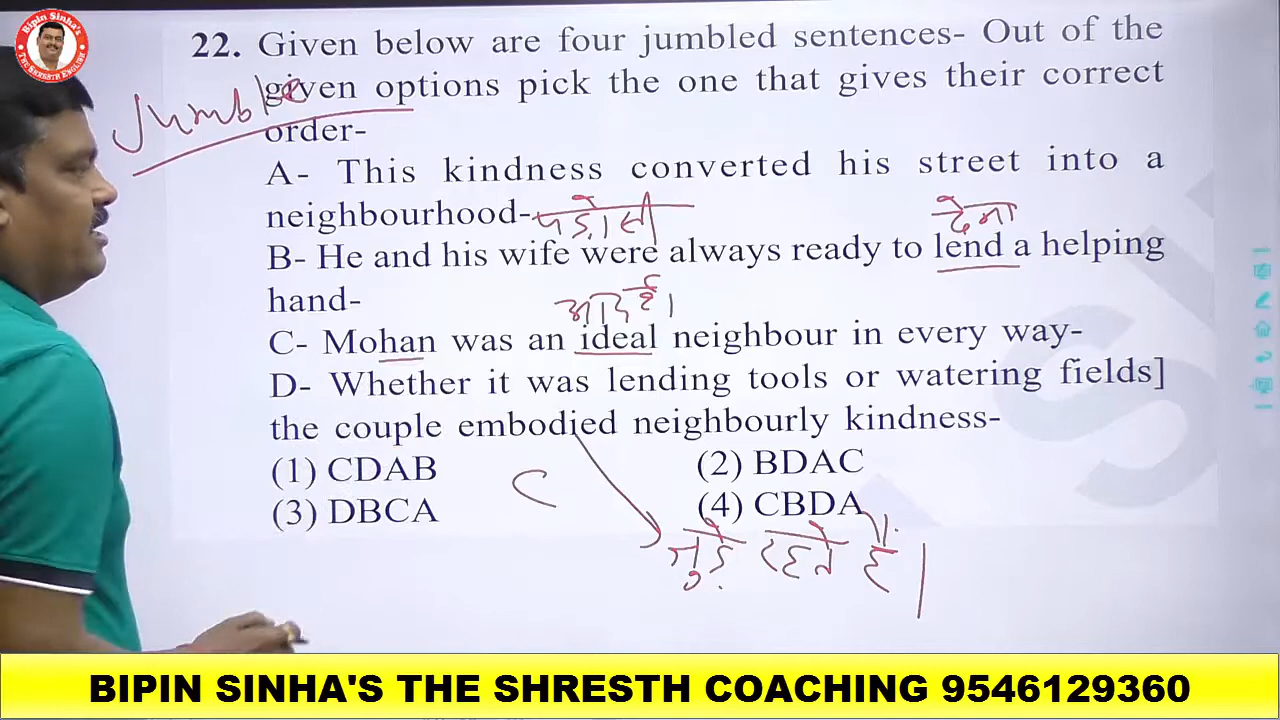 Bipin Sinha's
THE SHRESTH ENGLISH
22. Given below are four jumbled sentences- Out of the
given options pick the one that gives their correct
Jumble
order-
A- This kindness converted his street into a
neighbourhood- पड़ोसी
देना
B- He and his wife were always ready to lend a helping
hand-
आदर्श
C- Mohan was an ideal neighbour in every way-
D- Whether it was lending tools or watering fields]
the couple embodied neighbourly kindness-
(1) CDAB (2) BDAC
C
(3) DBCA (4) CBDA
जुड़े रहते हैं।
BIPIN SINHA'S THE SHRESTH COACHING 9546129360